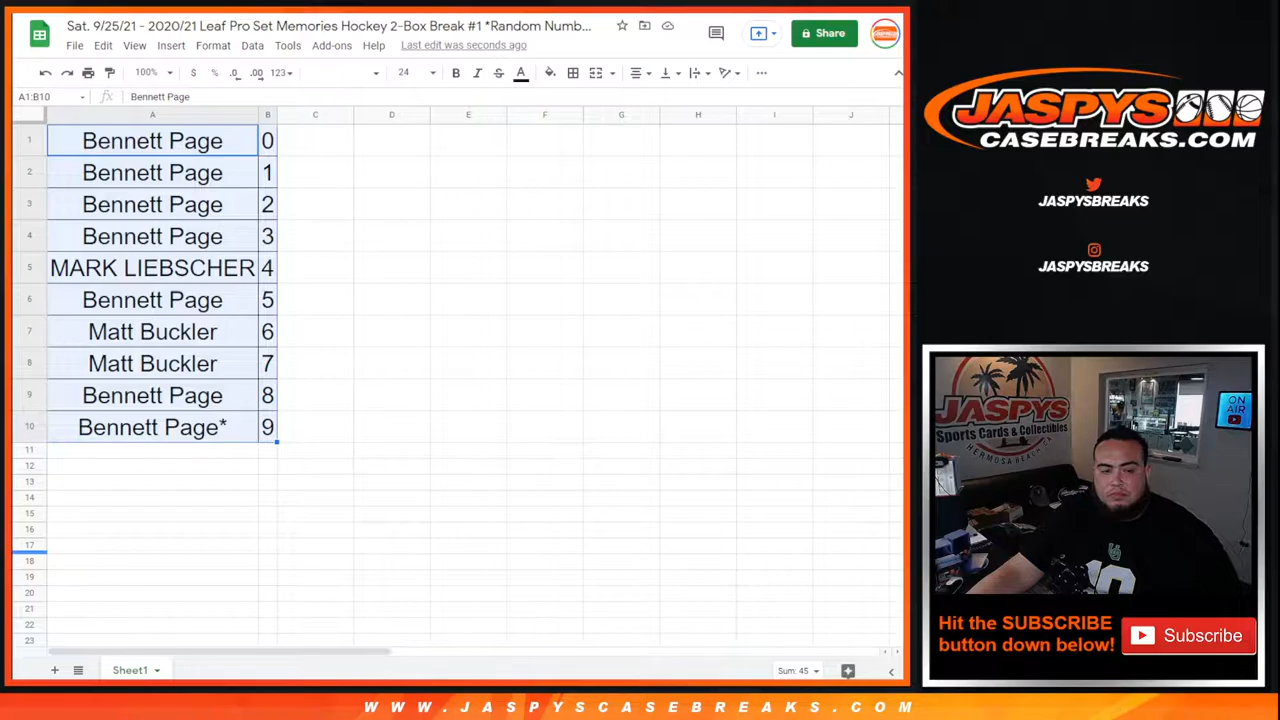 Sat. 9/25/21 - 2020/21 Leaf Pro Set Memories Hockey 2-Box Break #1 *Random Numb...
File Edit View Insert Format Data Tools Add-ons Help Last edit was seconds ago
Share
100% $ % .0 .00 123 24 B I S A
A1:B10 fx Bennett Page
A B C D E F G H I J
1 Bennett Page 0
2 Bennett Page 1
3 Bennett Page 2
4 Bennett Page 3
5 MARK LIEBSCHER 4
6 Bennett Page 5
7 Matt Buckler 6
8 Matt Buckler 7
9 Bennett Page 8
10 Bennett Page* 9
11
12
13
14
15
16
17
18
19
20
21
22
23
Sheet1
Sum: 45
JASPYS
CASEBREAKS.COM
JASPYSBREAKS
JASPYSBREAKS
JASPYS
Sports Cards & Collectibles
HERMOSA BEACH CA
ON AIR
Hit the SUBSCRIBE
button down below!
Subscribe
WWW.JASPYSCASEBREAKS.COM